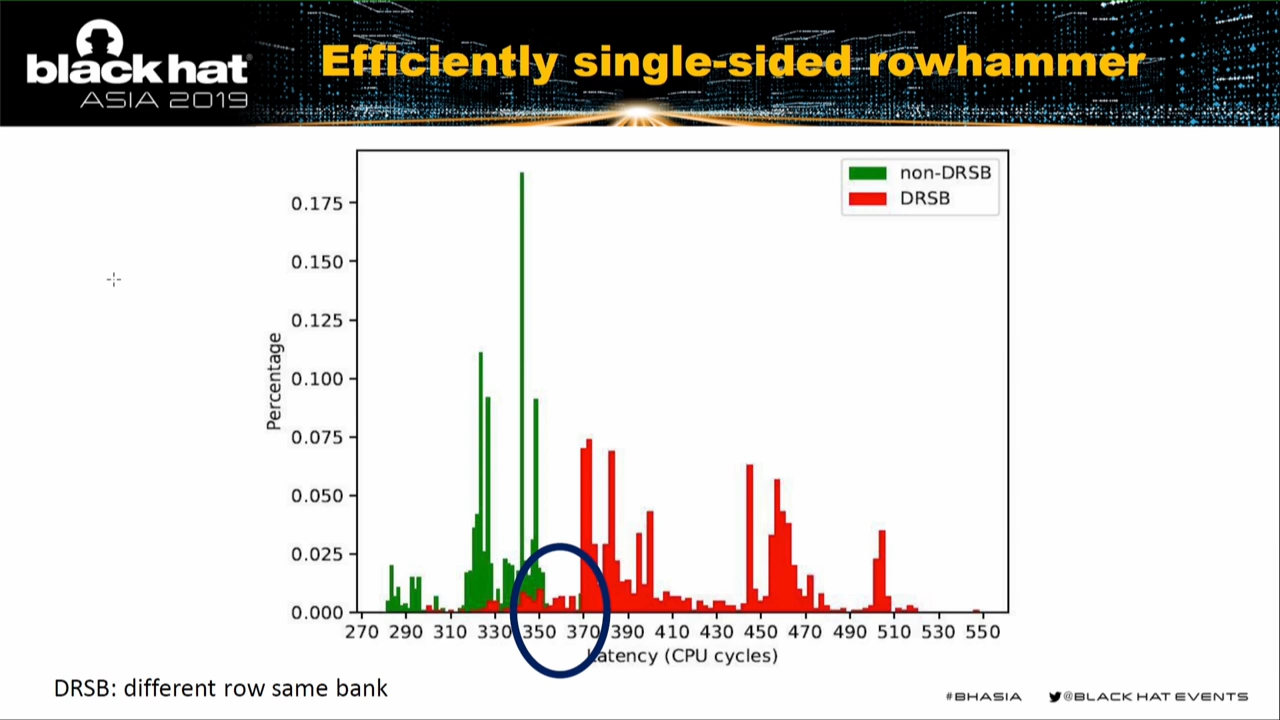 black hat
ASIA 2019
Efficiently single-sided rowhammer
non-DRSB
DRSB
0.175
0.150
0.125
0.100
0.075
0.050
0.025
0.000
Percentage
270 290 310 330 350 370 390 410 430 450 470 490 510 530 550
Latency (CPU cycles)
DRSB: different row same bank
#BHASIA @BLACK HAT EVENTS